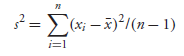 s² = ∑ⁿᵢ₌₁ (xᵢ − x̄)²/(n − 1)